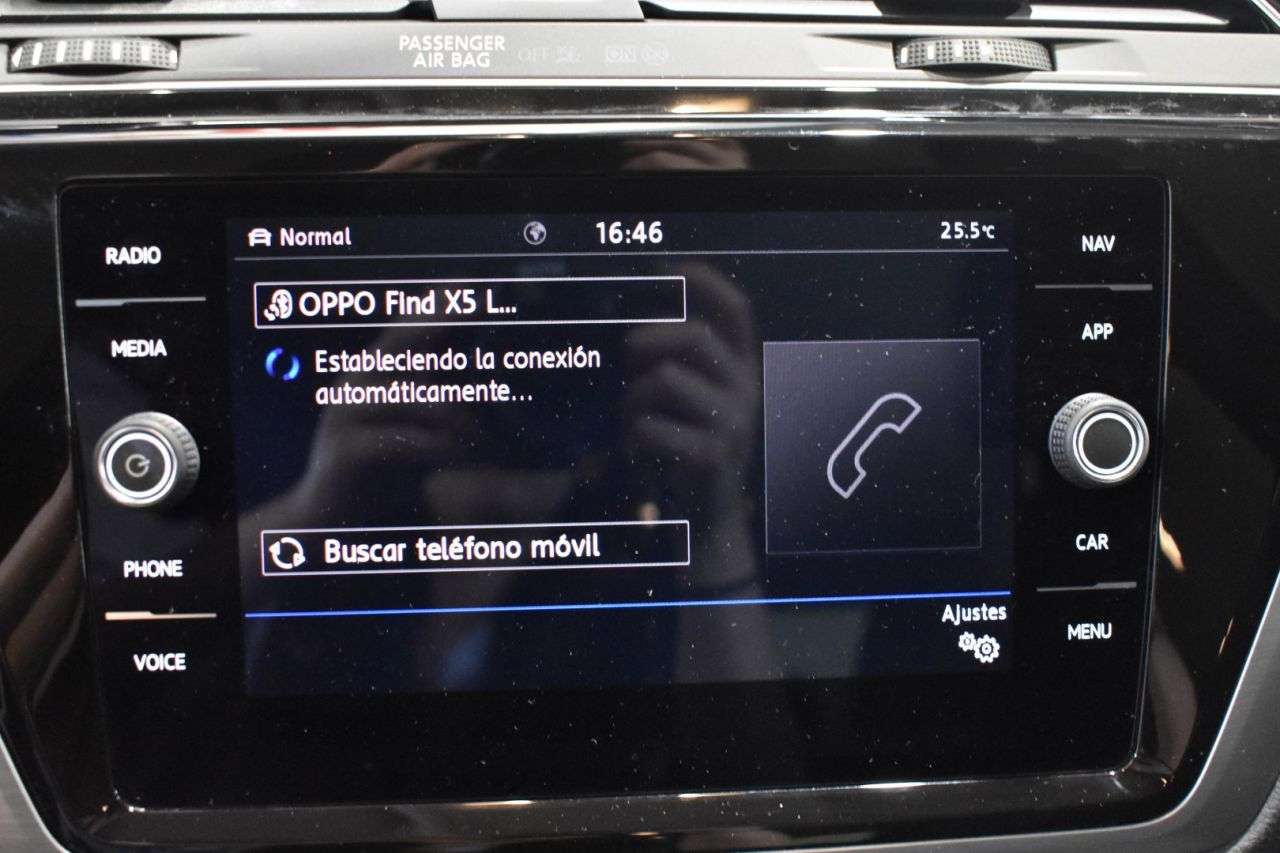 PASSENGER
AIR BAG
OFF
ON
RADIO
MEDIA
PHONE
VOICE
Normal
16:46
25.5°C
OPPO Find X5 L...
Estableciendo la conexión
automáticamente...
Buscar teléfono móvil
Ajustes
NAV
APP
CAR
MENU